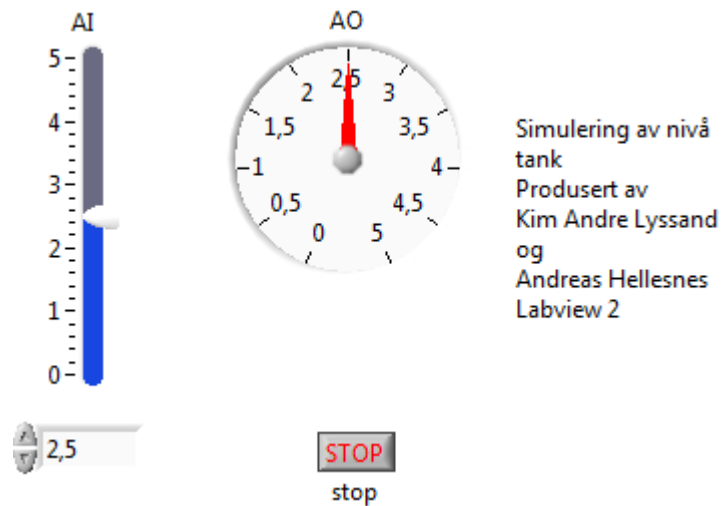 AI
5
4
3
2
1
0
2,5
AO
0
0,5
1
1,5
2
2,5
3
3,5
4
4,5
5
STOP
stop
Simulering av nivå
tank
Produsert av
Kim Andre Lyssand
og
Andreas Hellesnes
Labview 2